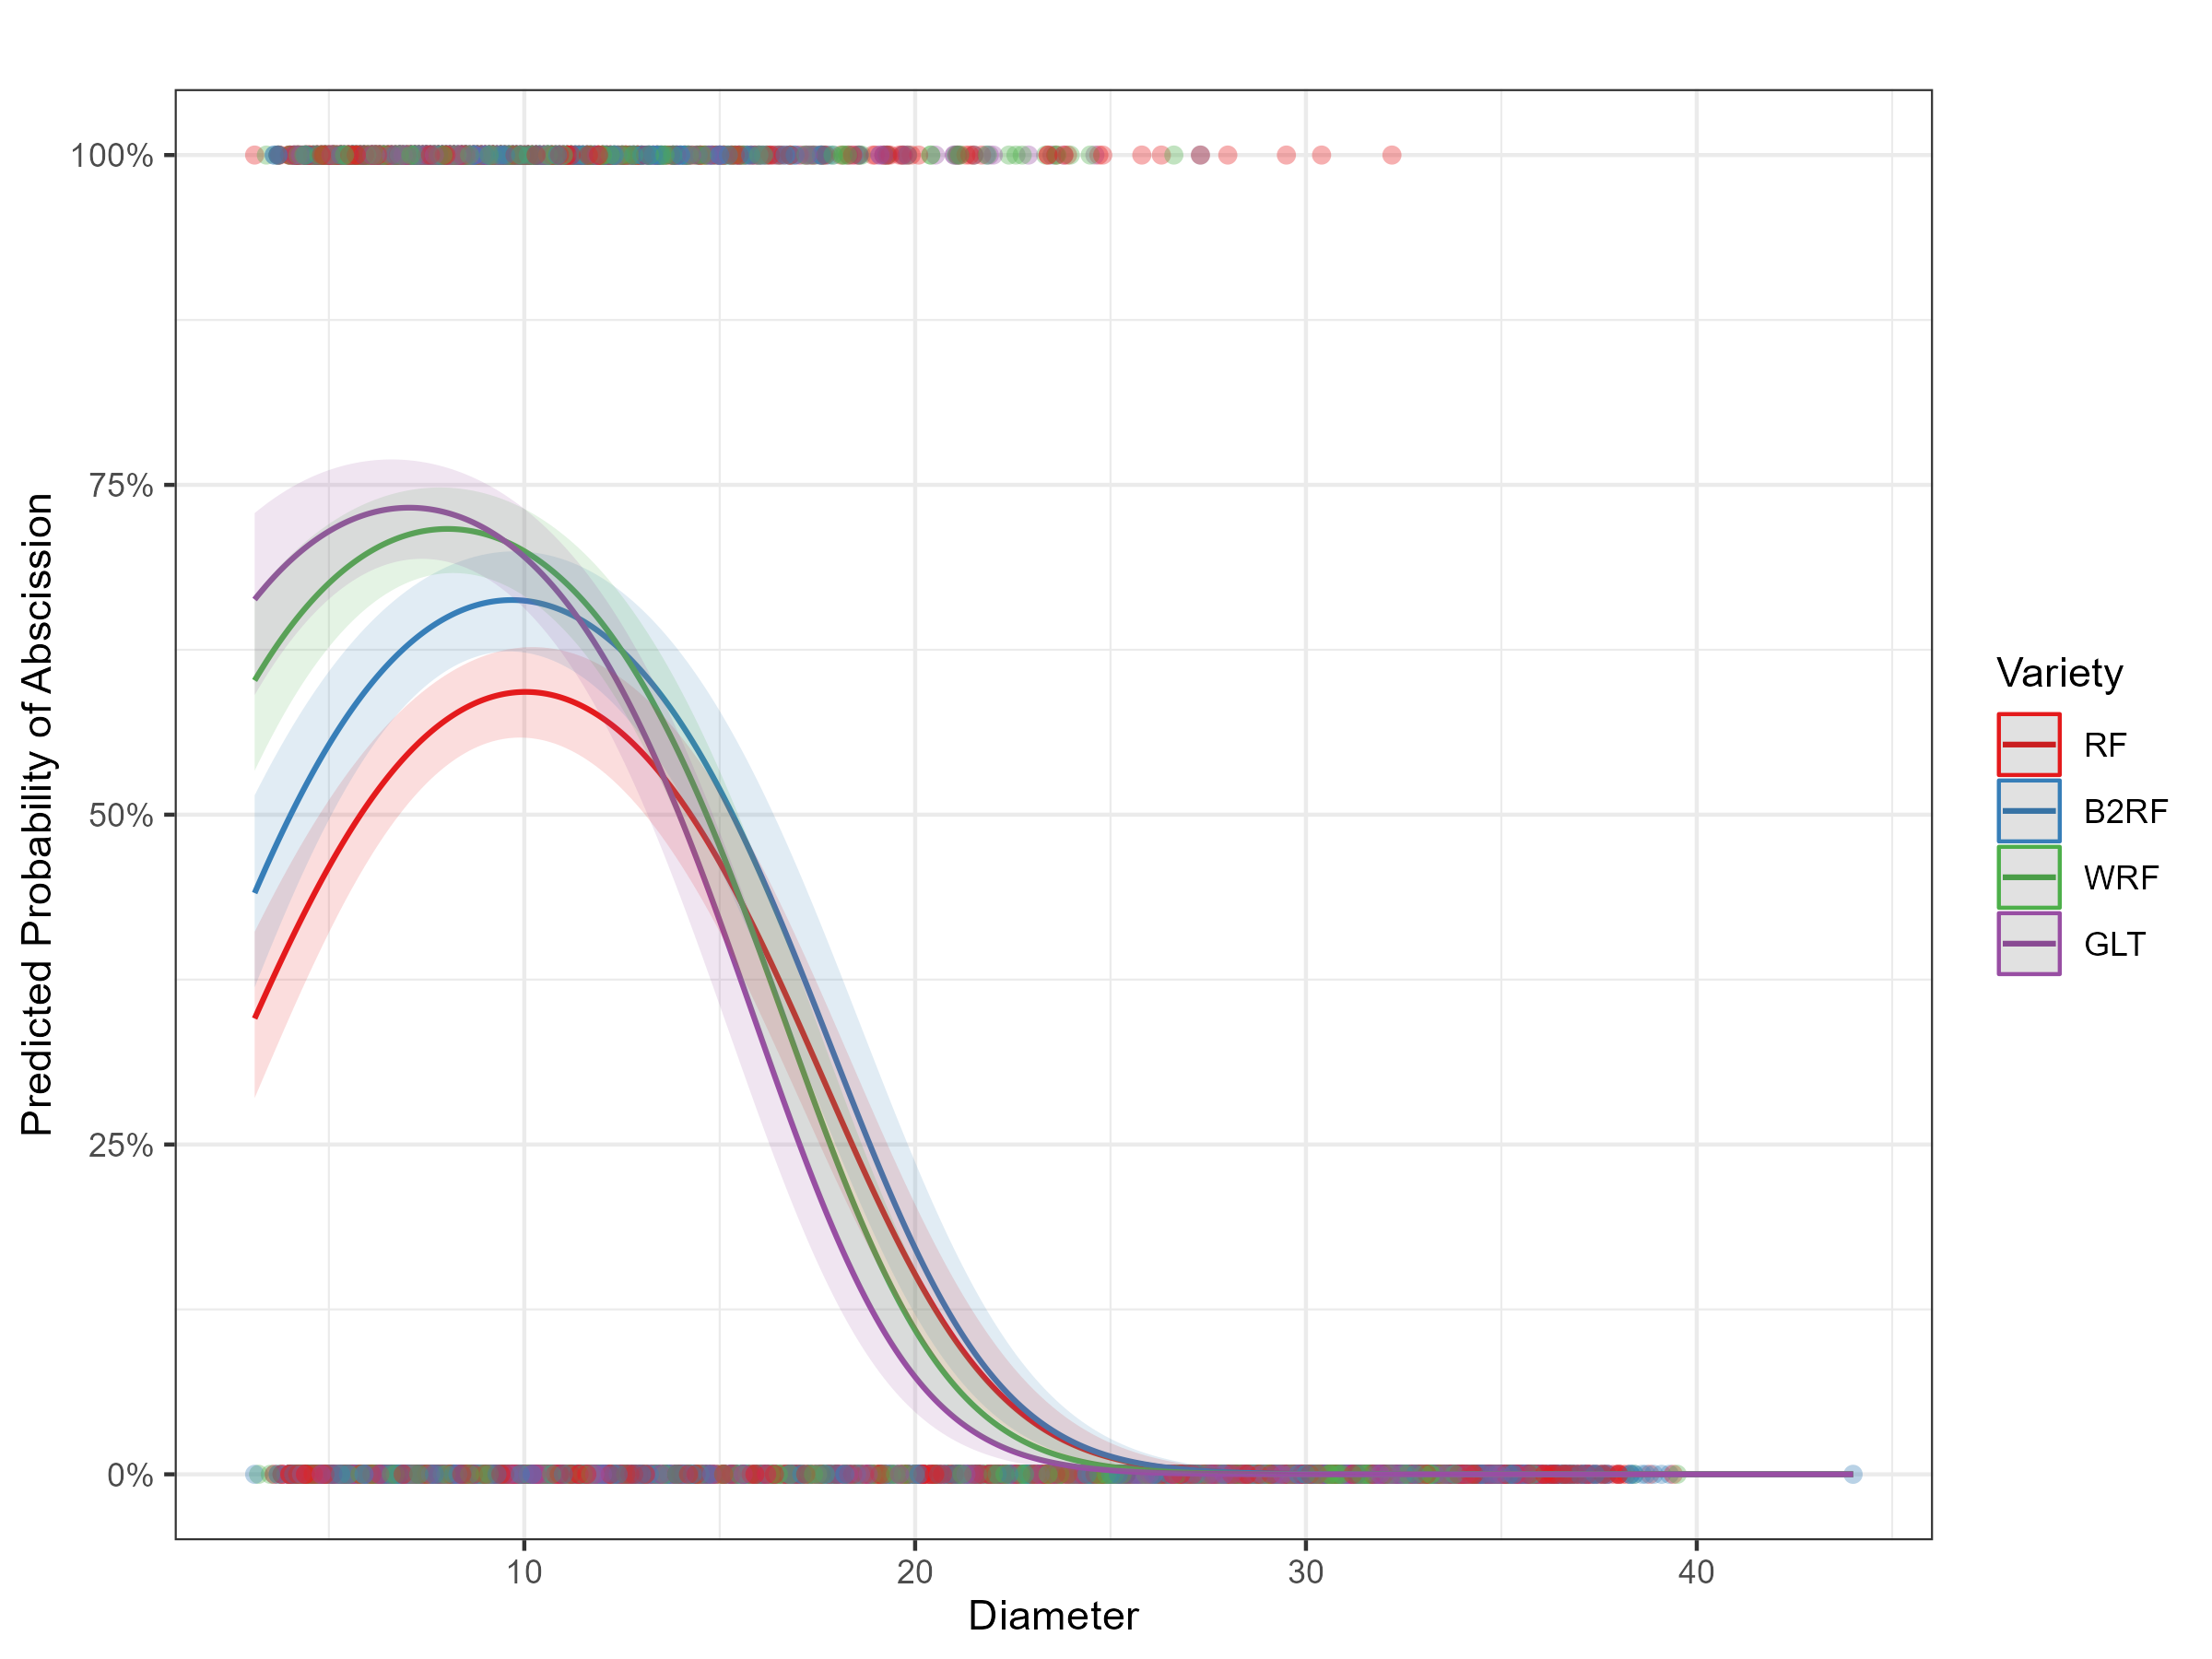 Predicted Probability of Abscission
100%
75%
50%
25%
0%
10 20 30 40
Diameter
Variety
RF
B2RF
WRF
GLT